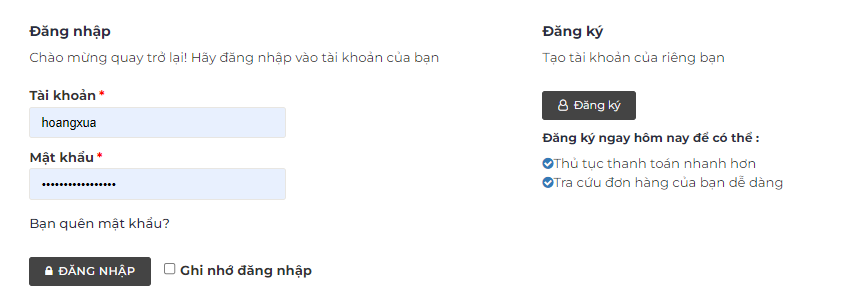 Đăng nhập
Chào mừng quay trở lại! Hãy đăng nhập vào tài khoản của bạn
Tài khoản *
hoangxua
Mật khẩu *
•••••••••••••••••
Bạn quên mật khẩu?
ĐĂNG NHẬP
Ghi nhớ đăng nhập
Đăng ký
Tạo tài khoản của riêng bạn
Đăng ký
Đăng ký ngay hôm nay để có thể :
Thủ tục thanh toán nhanh hơn
Tra cứu đơn hàng của bạn dễ dàng